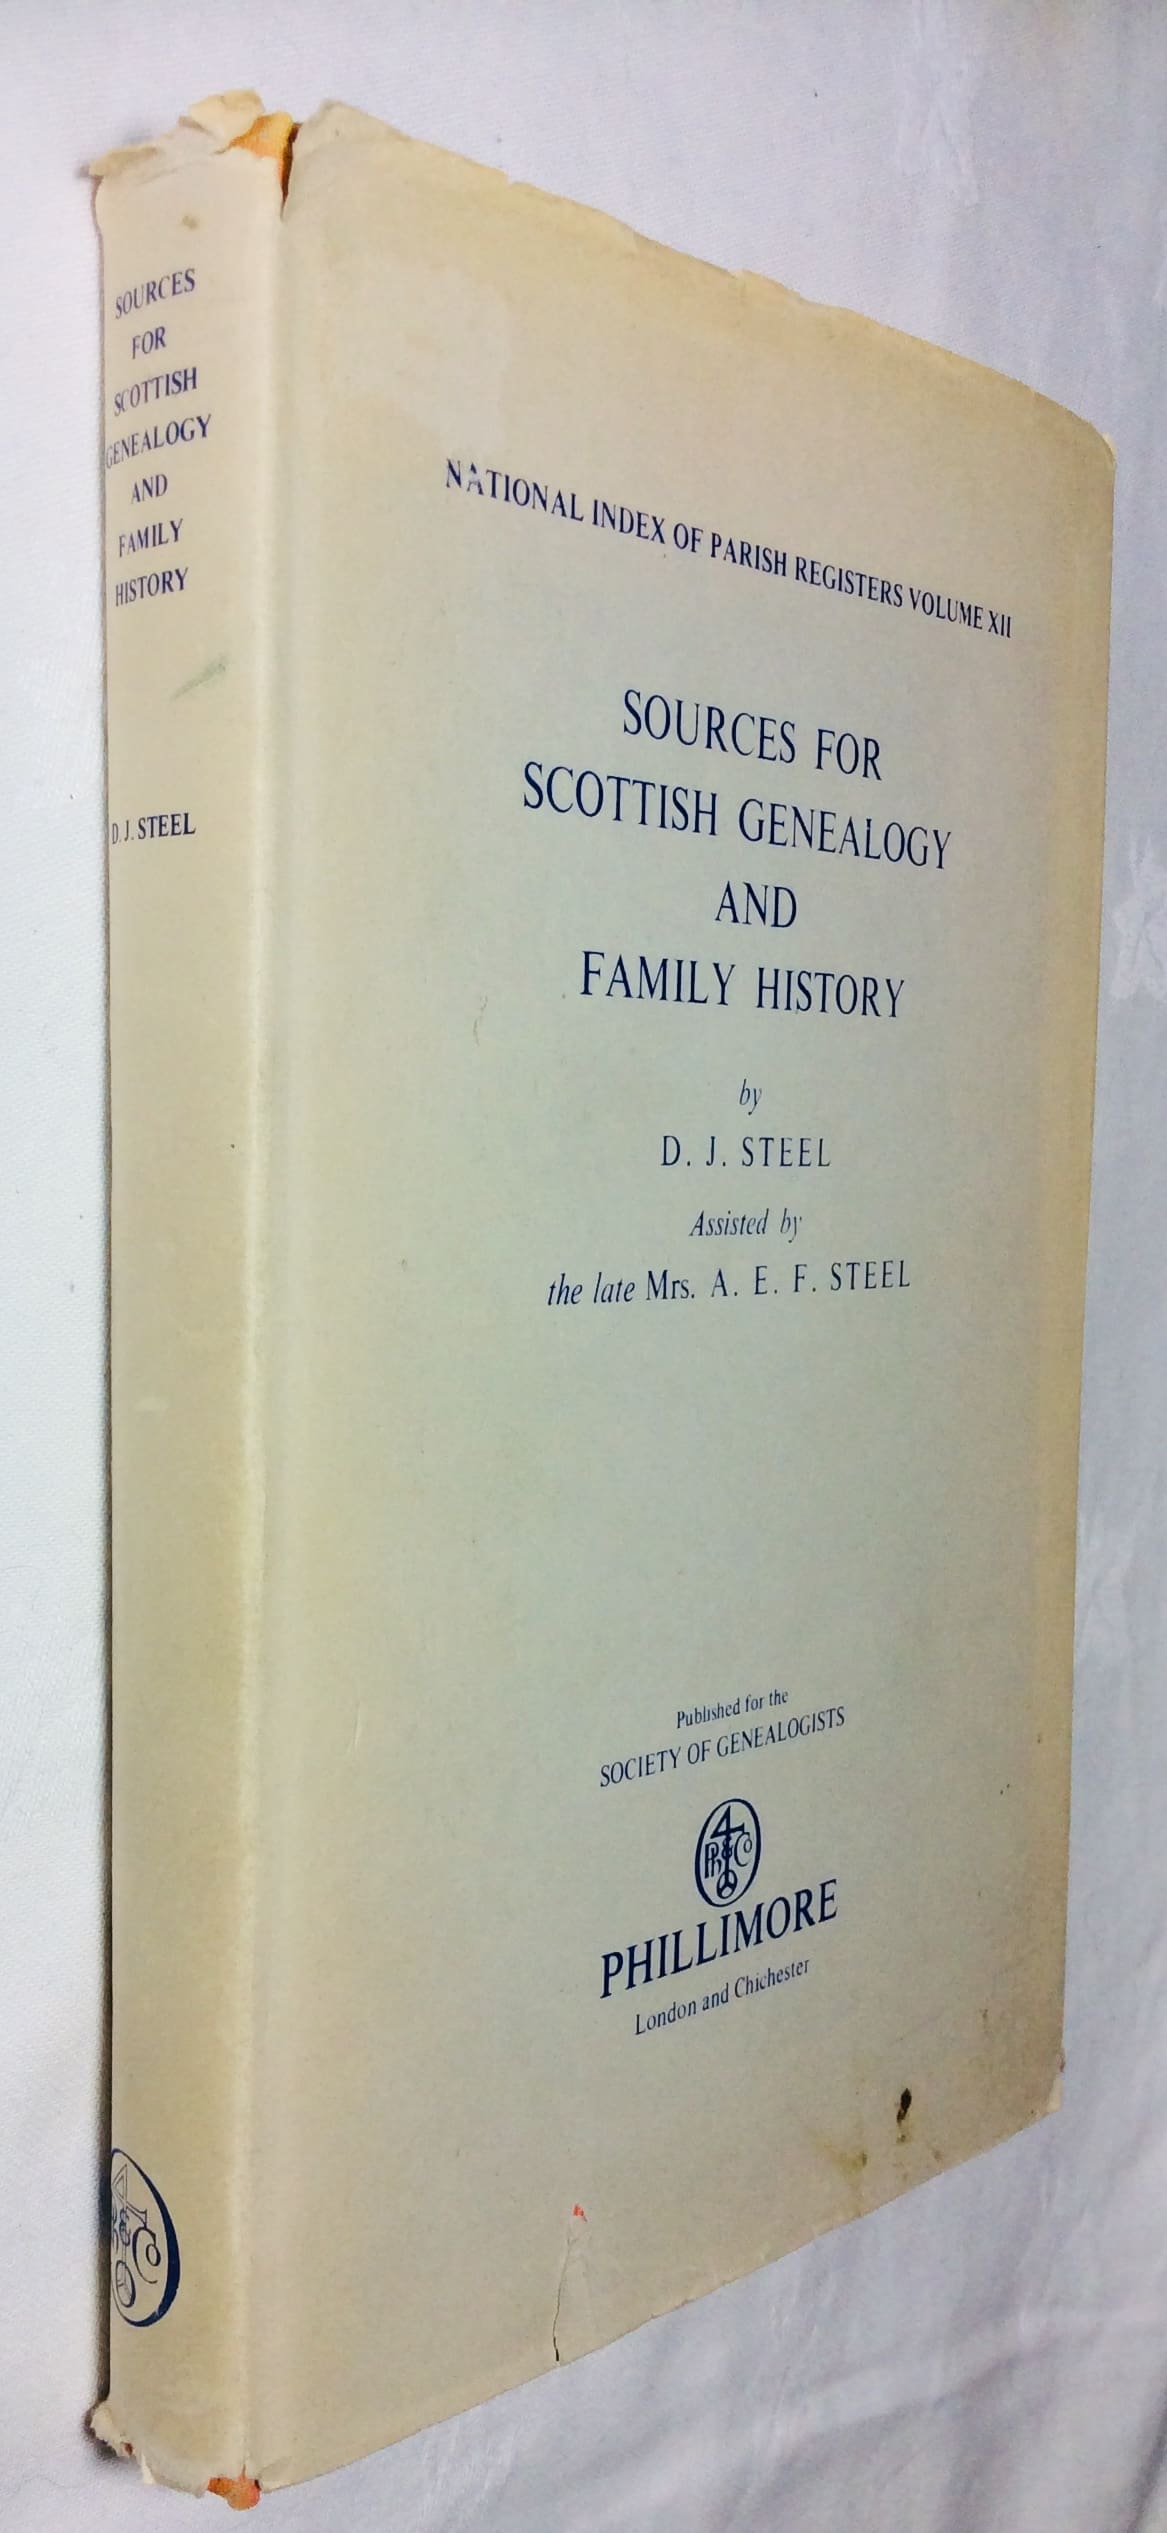 SOURCES
FOR
SCOTTISH
GENEALOGY
AND
FAMILY
HISTORY
D. J. STEEL
NATIONAL INDEX OF PARISH REGISTERS VOLUME XII
SOURCES FOR
SCOTTISH GENEALOGY
AND
FAMILY HISTORY
by
D. J. STEEL
Assisted by
the late Mrs. A. E. F. STEEL
Published for the
SOCIETY OF GENEALOGISTS
Ph&Co
PHILLIMORE
London and Chichester